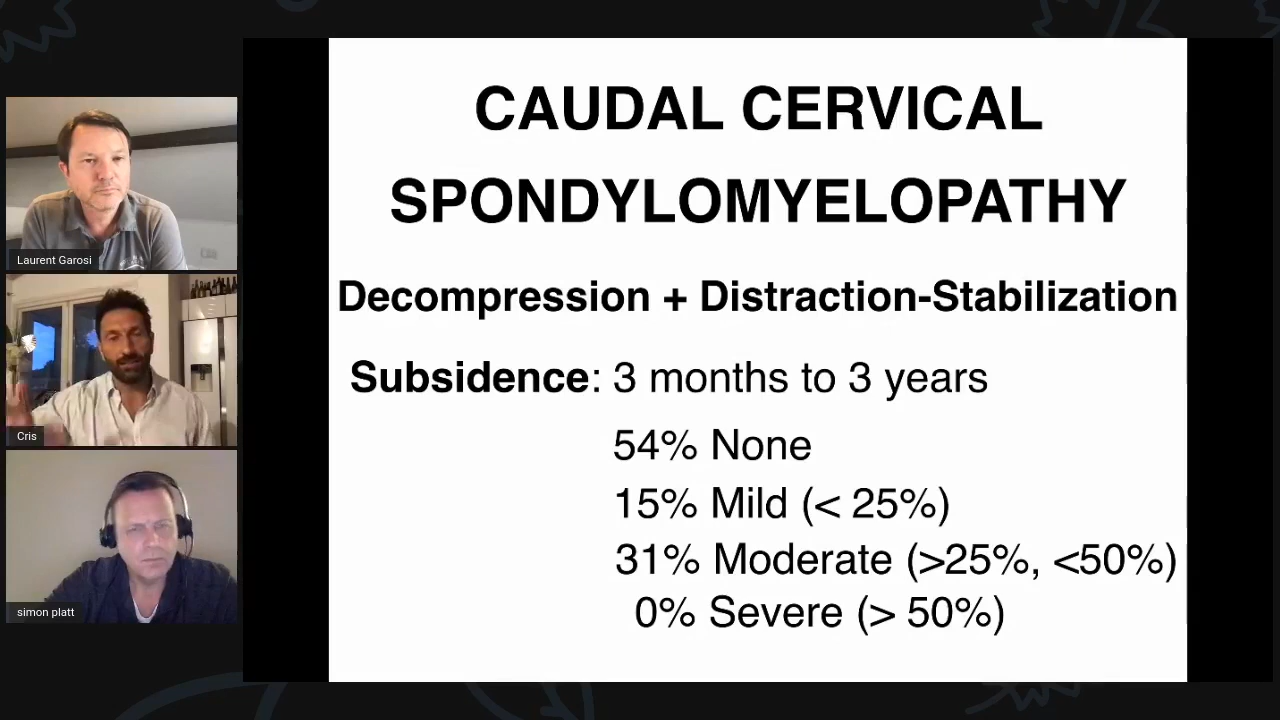 CAUDAL CERVICAL
SPONDYLOMYELOPATHY
Decompression + Distraction-Stabilization
Subsidence: 3 months to 3 years
54% None
15% Mild (< 25%)
31% Moderate (>25%, <50%)
0% Severe (> 50%)
Laurent Garosi
Cris
simon platt